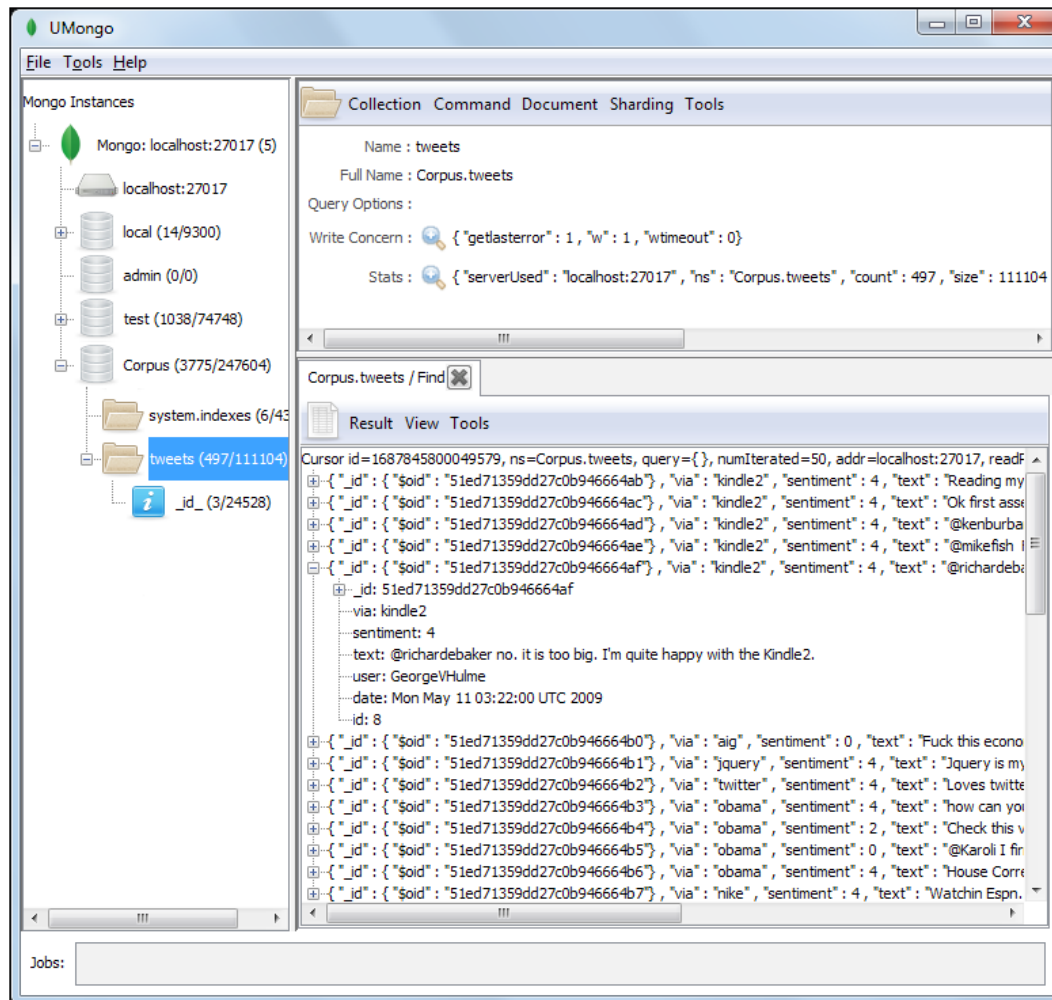 UMongo
File Tools Help
Mongo Instances
Mongo: localhost:27017 (5)
localhost:27017
local (14/9300)
admin (0/0)
test (1038/74748)
Corpus (3775/247604)
system.indexes (6/43
tweets (497/111104)
_id_ (3/24528)
Collection Command Document Sharding Tools
Name : tweets
Full Name : Corpus.tweets
Query Options :
Write Concern : { "getlasterror" : 1 , "w" : 1 , "wtimeout" : 0}
Stats : { "serverUsed" : "localhost:27017" , "ns" : "Corpus.tweets" , "count" : 497 , "size" : 111104
Corpus.tweets / Find
Result View Tools
Cursor id=1687845800049579, ns=Corpus.tweets, query={ }, numIterated=50, addr=localhost:27017, readP
{ "_id" : { "$oid" : "51ed71359dd27c0b946664ab"} , "via" : "kindle2" , "sentiment" : 4 , "text" : "Reading my
{ "_id" : { "$oid" : "51ed71359dd27c0b946664ac"} , "via" : "kindle2" , "sentiment" : 4 , "text" : "Ok first asse
{ "_id" : { "$oid" : "51ed71359dd27c0b946664ad"} , "via" : "kindle2" , "sentiment" : 4 , "text" : "@kenburba
{ "_id" : { "$oid" : "51ed71359dd27c0b946664ae"} , "via" : "kindle2" , "sentiment" : 4 , "text" : "@mikefish
{ "_id" : { "$oid" : "51ed71359dd27c0b946664af"} , "via" : "kindle2" , "sentiment" : 4 , "text" : "@richardeba
_id: 51ed71359dd27c0b946664af
via: kindle2
sentiment: 4
text: @richardebaker no. it is too big. I'm quite happy with the Kindle2.
user: GeorgeVHulme
date: Mon May 11 03:22:00 UTC 2009
id: 8
{ "_id" : { "$oid" : "51ed71359dd27c0b946664b0"} , "via" : "aig" , "sentiment" : 0 , "text" : "Fuck this econo
{ "_id" : { "$oid" : "51ed71359dd27c0b946664b1"} , "via" : "jquery" , "sentiment" : 4 , "text" : "Jquery is my
{ "_id" : { "$oid" : "51ed71359dd27c0b946664b2"} , "via" : "twitter" , "sentiment" : 4 , "text" : "Loves twitte
{ "_id" : { "$oid" : "51ed71359dd27c0b946664b3"} , "via" : "obama" , "sentiment" : 4 , "text" : "how can you
{ "_id" : { "$oid" : "51ed71359dd27c0b946664b4"} , "via" : "obama" , "sentiment" : 2 , "text" : "Check this v
{ "_id" : { "$oid" : "51ed71359dd27c0b946664b5"} , "via" : "obama" , "sentiment" : 0 , "text" : "@Karoli I fir
{ "_id" : { "$oid" : "51ed71359dd27c0b946664b6"} , "via" : "obama" , "sentiment" : 4 , "text" : "House Corre
{ "_id" : { "$oid" : "51ed71359dd27c0b946664b7"} , "via" : "nike" , "sentiment" : 4 , "text" : "Watchin Espn.
Jobs: